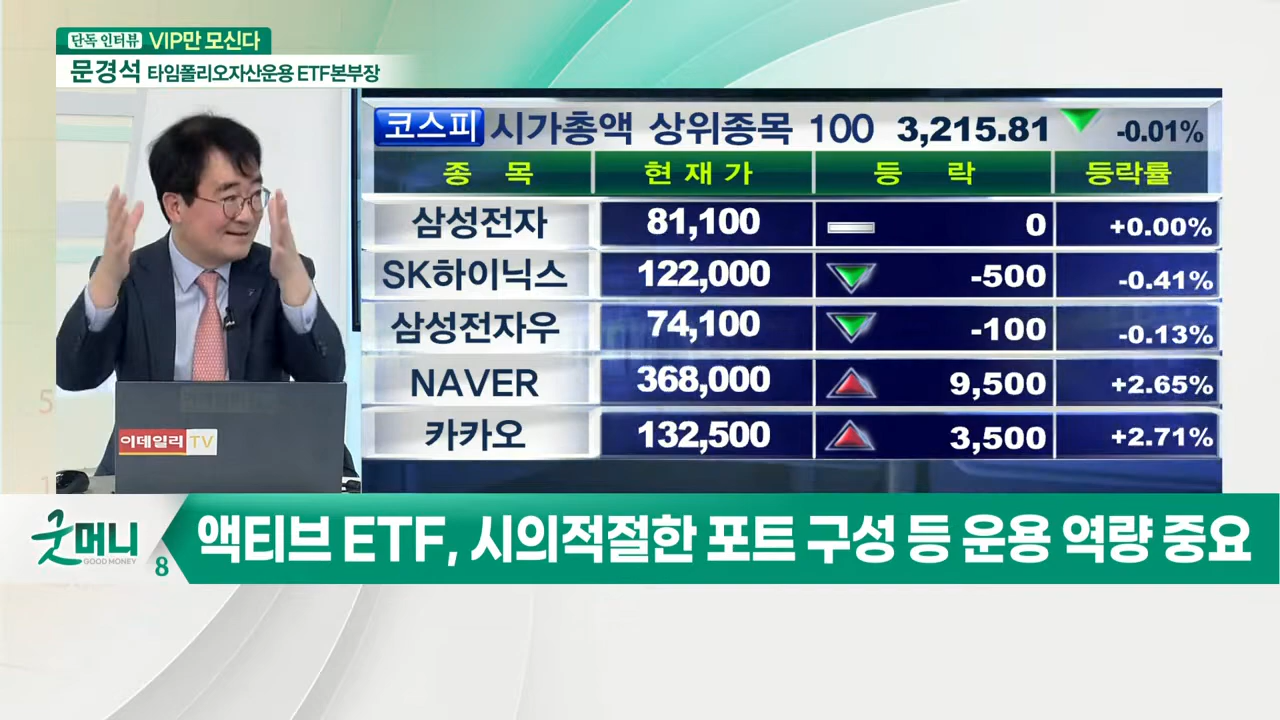 단독 인터뷰 VIP만 모신다
문경석 타임폴리오자산운용 ETF본부장
코스피 시가총액 상위종목 100 3,215.81 -0.01%
종 목 현 재 가 등 락 등락률
삼성전자 81,100 0 +0.00%
SK하이닉스 122,000 -500 -0.41%
삼성전자우 74,100 -100 -0.13%
NAVER 368,000 9,500 +2.65%
카카오 132,500 3,500 +2.71%
이데일리 TV
굿머니
GOOD MONEY
8
액티브 ETF, 시의적절한 포트 구성 등 운용 역량 중요